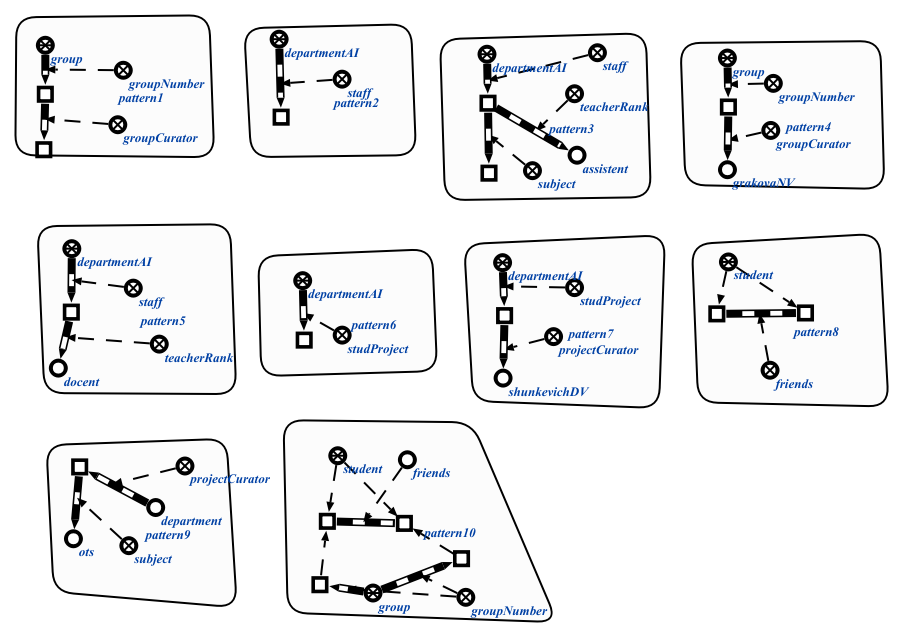 group
groupNumber
pattern1
groupCurator
departmentAI
staff
pattern2
departmentAI
staff
teacherRank
pattern3
assistent
subject
group
groupNumber
pattern4
groupCurator
grakovaNV
departmentAI
staff
pattern5
teacherRank
docent
departmentAI
pattern6
studProject
departmentAI
studProject
pattern7
projectCurator
shunkevichDV
student
pattern8
friends
projectCurator
department
pattern9
ots
subject
student
friends
pattern10
group
groupNumber